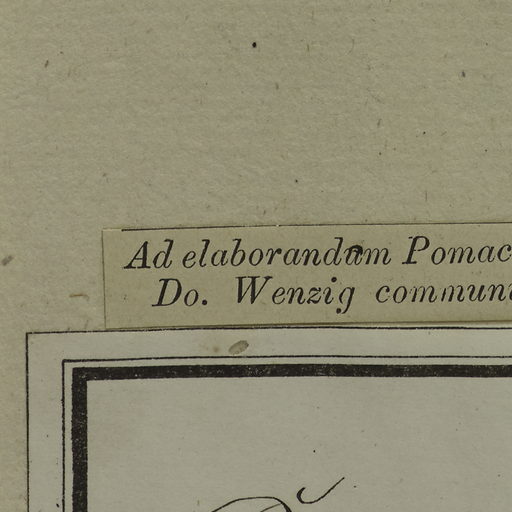 Ad elaborandum Pomac
Do. Wenzig commun